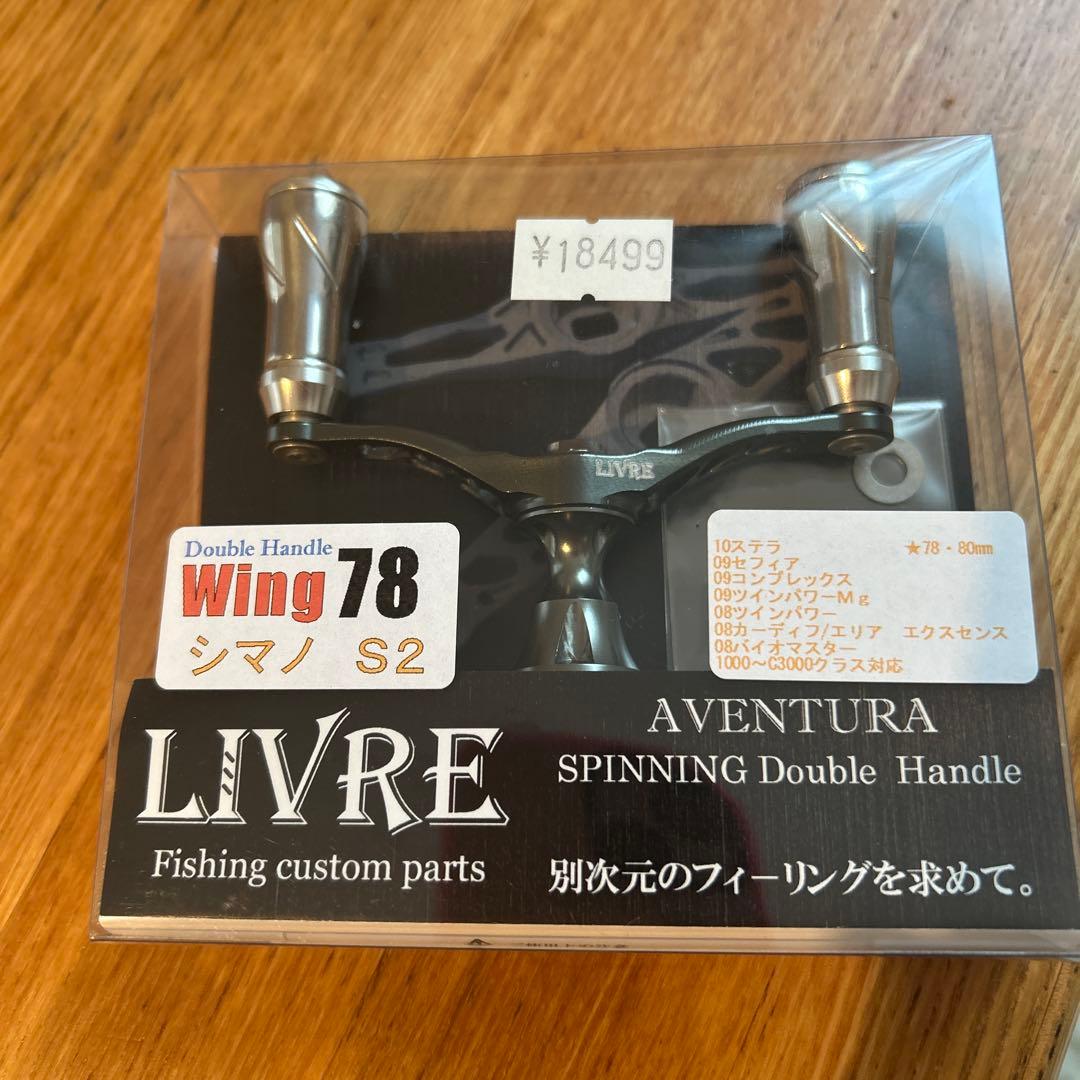 ¥18499
LIVRE
Double Handle
Wing 78
シマノ S2
10ステラ ★78・80mm
09セフィア
09コンプレックス
09ツインパワーMg
08ツインパワー
08カーディフ/エリア エクスセンス
08バイオマスター
1000～C3000クラス対応
LIVRE
Fishing custom parts
AVENTURA
SPINNING Double Handle
別次元のフィーリングを求めて。